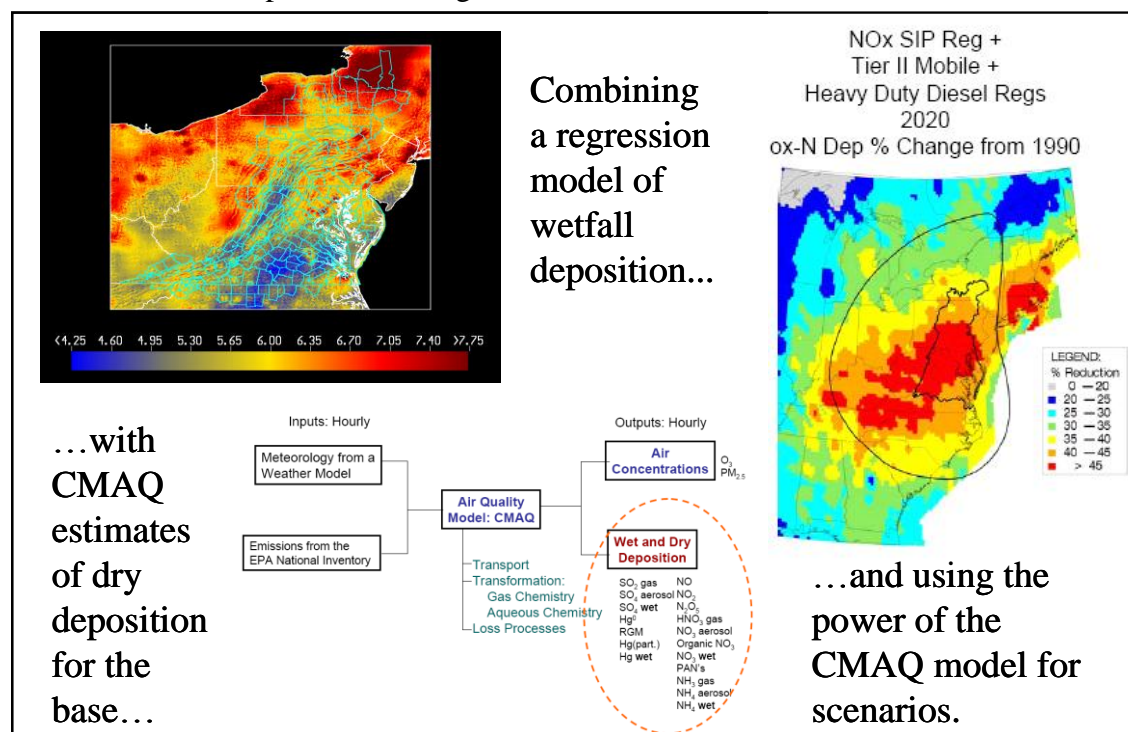 Combining
a regression
model of
wetfall
deposition...
<4.25 4.60 4.95 5.30 5.65 6.00 6.35 6.70 7.05 7.40 >7.75
NOx SIP Reg +
Tier II Mobile +
Heavy Duty Diesel Regs
2020
ox-N Dep % Change from 1990
LEGEND:
% Reduction
0 — 20
20 — 25
25 — 30
30 — 35
35 — 40
40 — 45
> 45
…with
CMAQ
estimates
of dry
deposition
for the
base…
Inputs: Hourly
Meteorology from a
Weather Model
Emissions from the
EPA National Inventory
Air Quality
Model: CMAQ
Transport
Transformation:
Gas Chemistry
Aqueous Chemistry
Loss Processes
Outputs: Hourly
Air
Concentrations
O3
PM2.5
Wet and Dry
Deposition
SO2 gas
SO4 aerosol
SO4 wet
Hg0
RGM
Hg(part.)
Hg wet
NO
NO2
N2O5
HNO3 gas
NO3 aerosol
Organic NO3
NO3 wet
PAN's
NH3 gas
NH4 aerosol
NH4 wet
…and using the
power of the
CMAQ model for
scenarios.